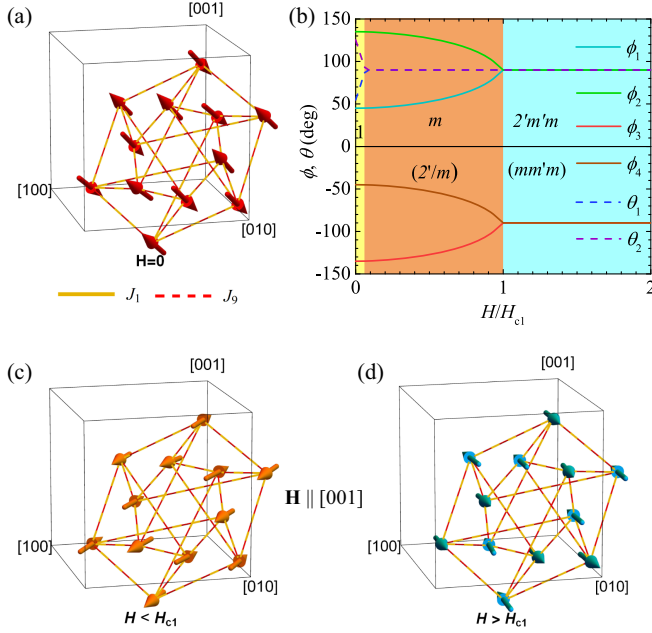 (a)
[001]
[100]
[010]
H=0
J1
J9
(b)
ϕ, θ (deg)
150
100
50
0
-50
-100
-150
1
m
2'm'm
(2'/m)
(mm'm)
ϕ1
ϕ2
ϕ3
ϕ4
θ1
θ2
0
1
2
H/Hc1
(c)
[001]
[100]
[010]
H < Hc1
H || [001]
(d)
[001]
[100]
[010]
H > Hc1